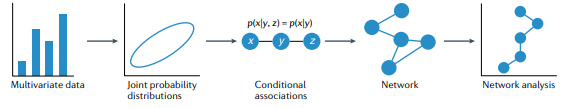 p(x|y, z) = p(x|y)
x y z
Multivariate data
Joint probability
distributions
Conditional
associations
Network
Network analysis